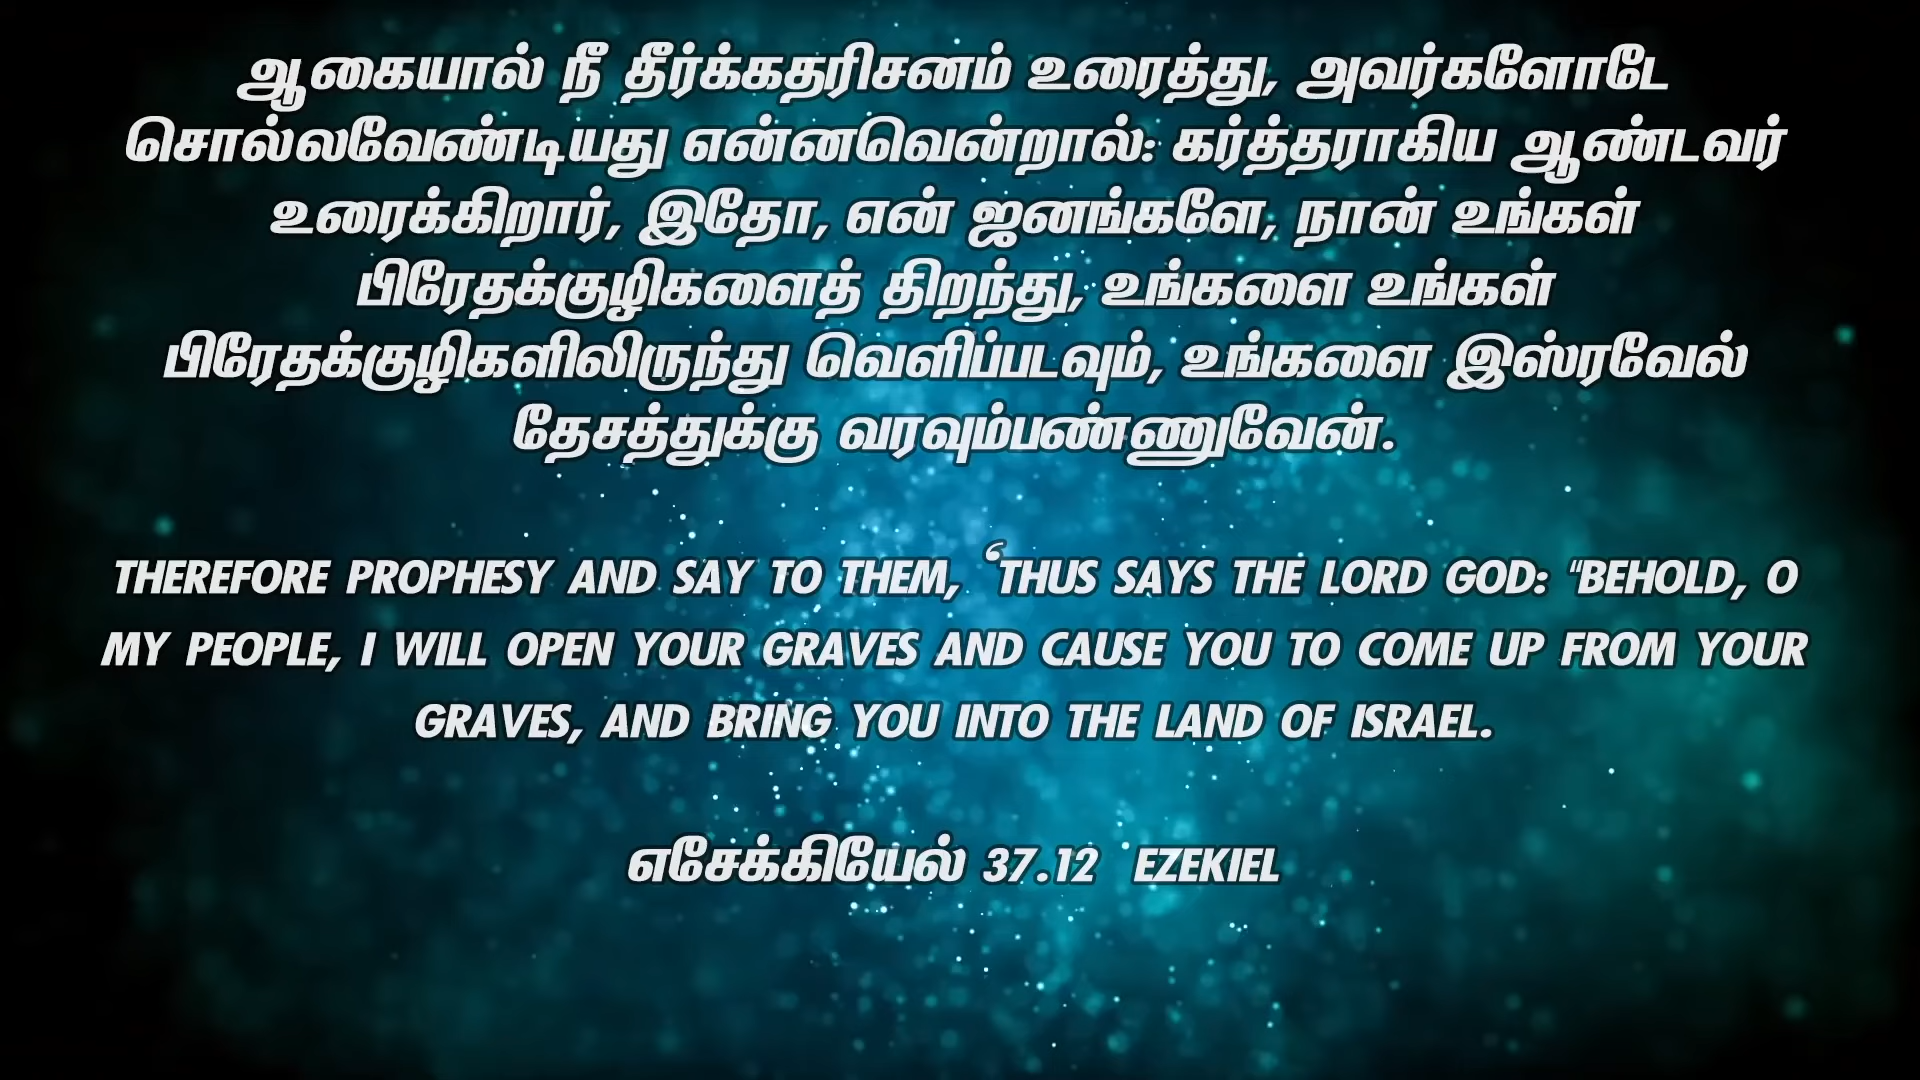 ஆகையால் நீ தீர்க்கதரிசனம் உரைத்து, அவர்களோடே
சொல்லவேண்டியது என்னவென்றால்: கர்த்தராகிய ஆண்டவர்
உரைக்கிறார், இதோ, என் ஜனங்களே, நான் உங்கள்
பிரேதக்குழிகளைத் திறந்து, உங்களை உங்கள்
பிரேதக்குழிகளிலிருந்து வெளிப்படவும், உங்களை இஸ்ரவேல்
தேசத்துக்கு வரவும்பண்ணுவேன்.
THEREFORE PROPHESY AND SAY TO THEM, ‘THUS SAYS THE LORD GOD: "BEHOLD, O
MY PEOPLE, I WILL OPEN YOUR GRAVES AND CAUSE YOU TO COME UP FROM YOUR
GRAVES, AND BRING YOU INTO THE LAND OF ISRAEL.
எசேக்கியேல் 37.12 EZEKIEL